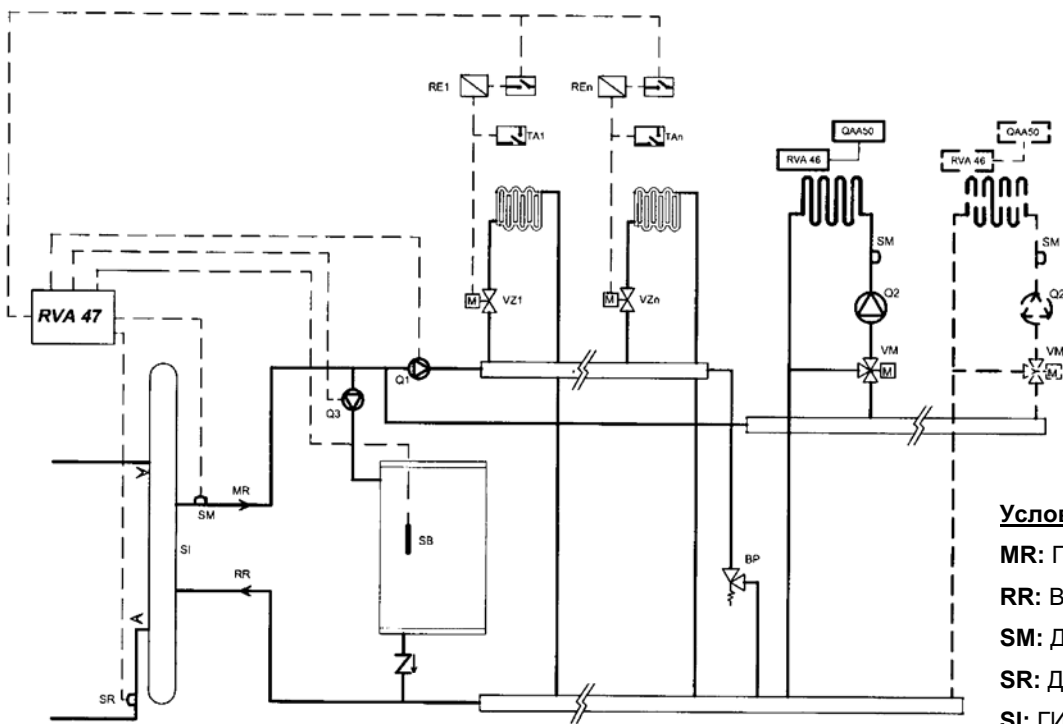 RE1
REn
TA1
TAn
QAA50
QAA50
RVA 46
RVA 46
SM
SM
RVA 47
M
VZ1
M
VZn
Q2
Q2
VM
VM
M
M
Q1
Q3
A
MR
SM
SB
SI
RR
BP
A
SR
Услов
MR: П
RR: В
SM: Д
SR: Д
SI: ГИ